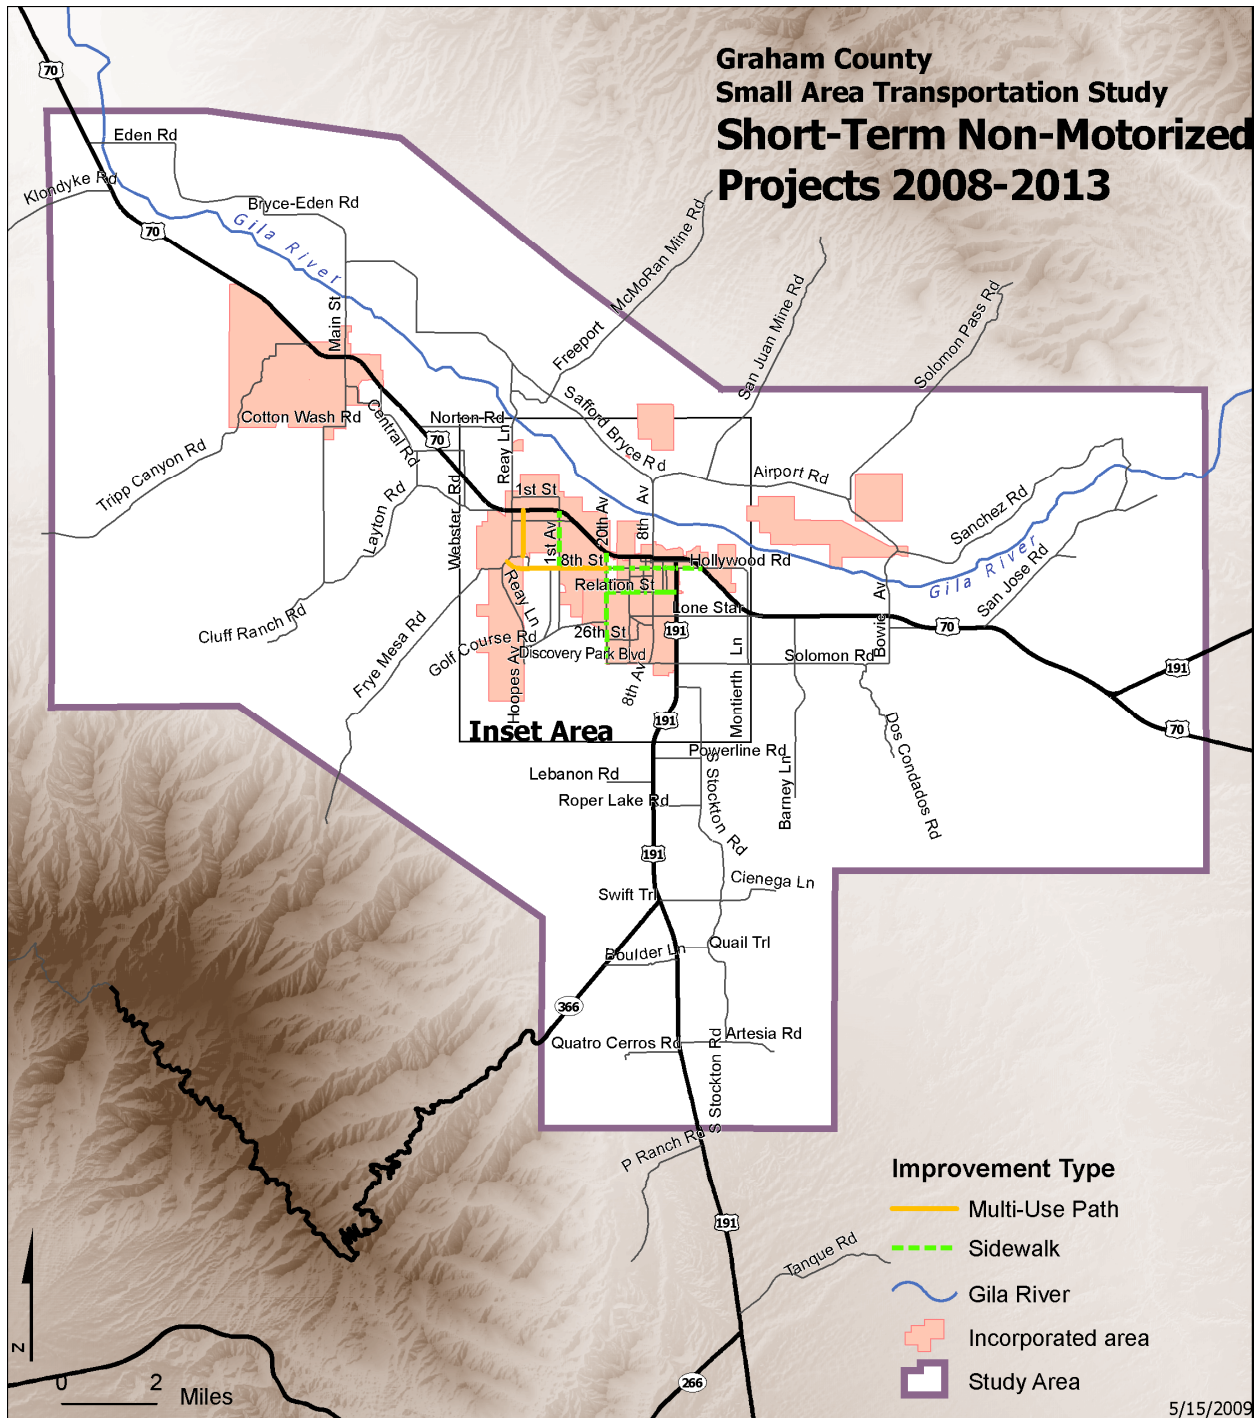 Graham County
Small Area Transportation Study
Short-Term Non-Motorized
Projects 2008-2013
70
Eden Rd
Klondyke Rd
Bryce-Eden Rd
70
Gila River
McMoRan Mine Rd
Freeport
San Juan Mine Rd
Solomon Pass Rd
Main St
Cotton Wash Rd
Central Rd
Norton Rd
70
Reay Ln
Safford Bryce Rd
Airport Rd
Tripp Canyon Rd
Layton Rd
Webster Rd
1st St
1st Av
20th Av
8th Av
Sanchez Rd
8th St
Hollywood Rd
Gila River
San Jose Rd
Relation St
Reay Ln
Lone Star
Cluff Ranch Rd
Frye Mesa Rd
Golf Course Rd
26th St
191
Bowie Av
70
Discovery Park Blvd
Solomon Rd
191
Hoopes Av
8th Av
Montierth Ln
Inset Area
191
70
Dos Condados Rd
Powerline Rd
Lebanon Rd
S Stockton Rd
Barney Ln
Roper Lake Rd
191
Swift Trl
Cienega Ln
Boulder Ln
Quail Trl
366
Quatro Cerros Rd
Artesia Rd
S Stockton Rd
P Ranch Rd
191
Tanque Rd
266
Improvement Type
Multi-Use Path
Sidewalk
Gila River
Incorporated area
Study Area
N
0 2
Miles
5/15/2009